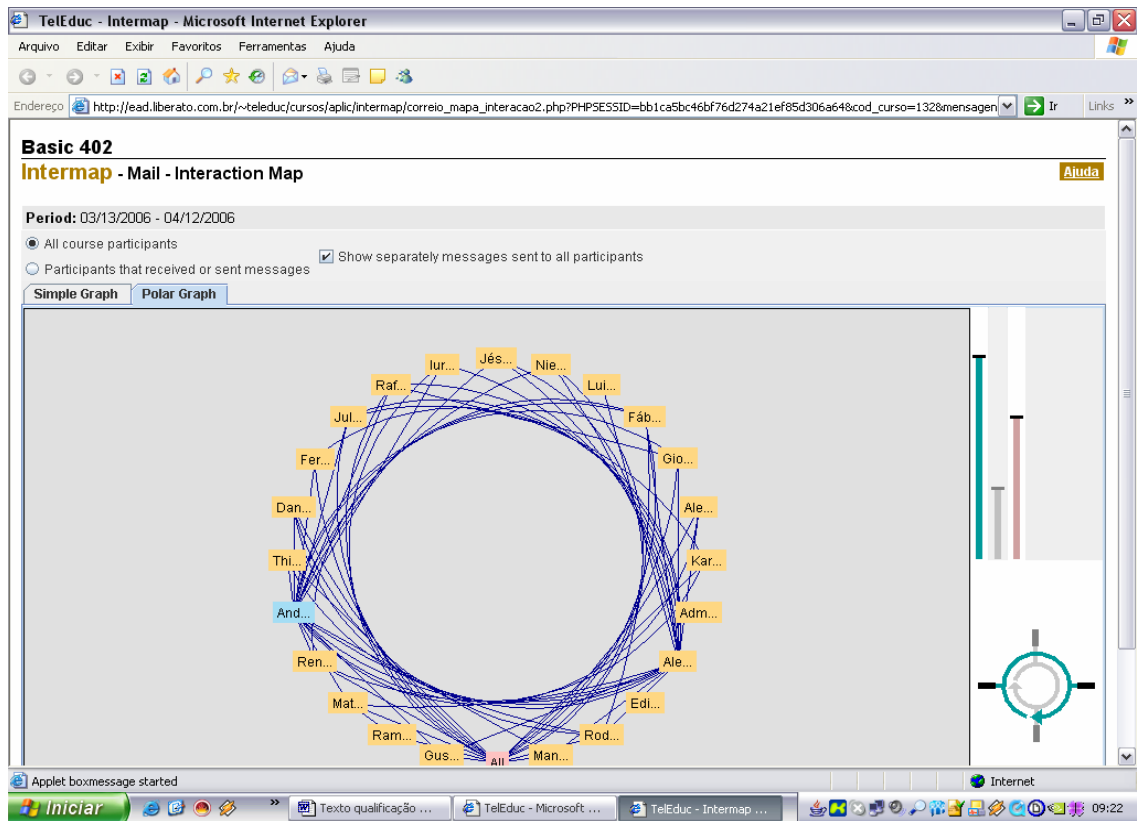 TelEduc - Intermap - Microsoft Internet Explorer
Arquivo Editar Exibir Favoritos Ferramentas Ajuda
Endereço http://ead.liberato.com.br/~teleduc/cursos/aplic/intermap/correio_mapa_interacao2.php?PHPSESSID=bb1ca5bc46bf76d274a21ef85d306a64&cod_curso=132&mensagen Ir Links »
Basic 402
Intermap - Mail - Interaction Map
Ajuda
Period: 03/13/2006 - 04/12/2006
All course participants
Show separately messages sent to all participants
Participants that received or sent messages
Simple Graph Polar Graph
Iur... Jés... Nie...
Raf... Lui...
Jul... Fáb...
Fer... Gio...
Dan... Ale...
Thi... Kar...
And... Adm...
Ren... Ale...
Mat... Edi...
Ram... Rod...
Gus... All Man...
Applet boxmessage started Internet
Iniciar » Texto qualificação ... TelEduc - Microsoft ... TelEduc - Intermap ... 09:22